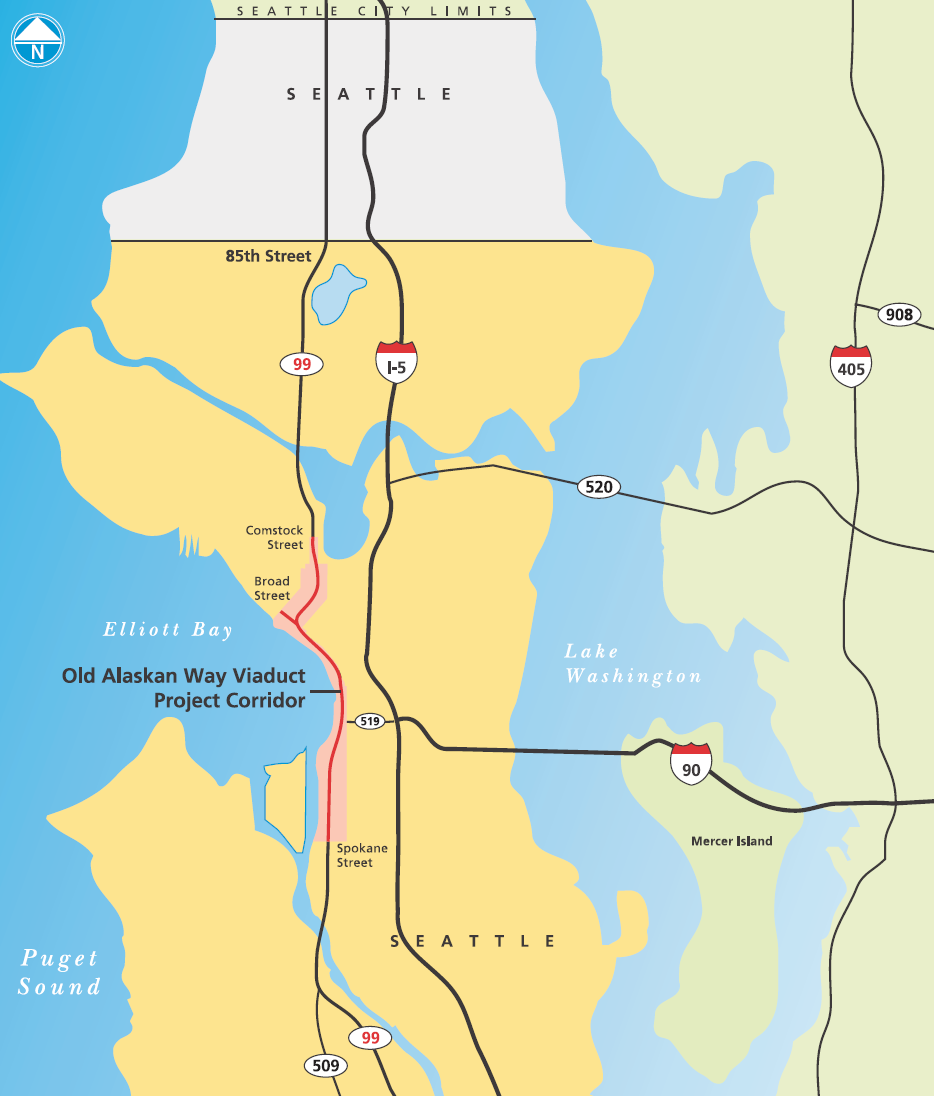 SEATTLE CITY LIMITS
N
SEATTLE
85th Street
908
99
I-5
405
520
Comstock
Street
Broad
Street
Elliott Bay
Lake
Washington
Old Alaskan Way Viaduct
Project Corridor
519
90
Mercer Island
Spokane
Street
SEATTLE
Puget
Sound
99
509